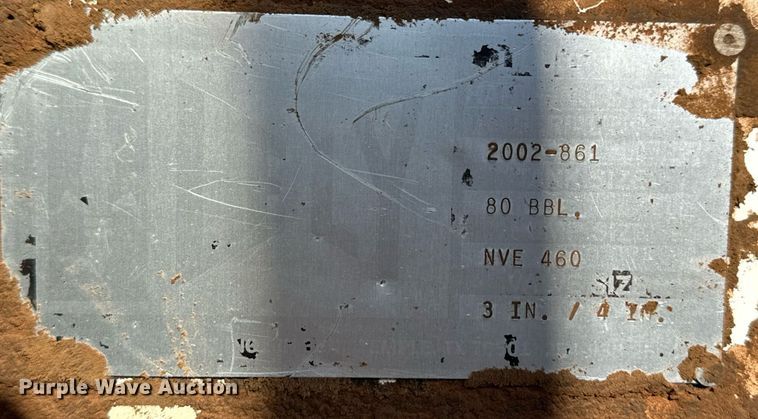 2002-861
80 BBL.
NVE 460
3 IN. / 4 IN.
Purple Wave Auction